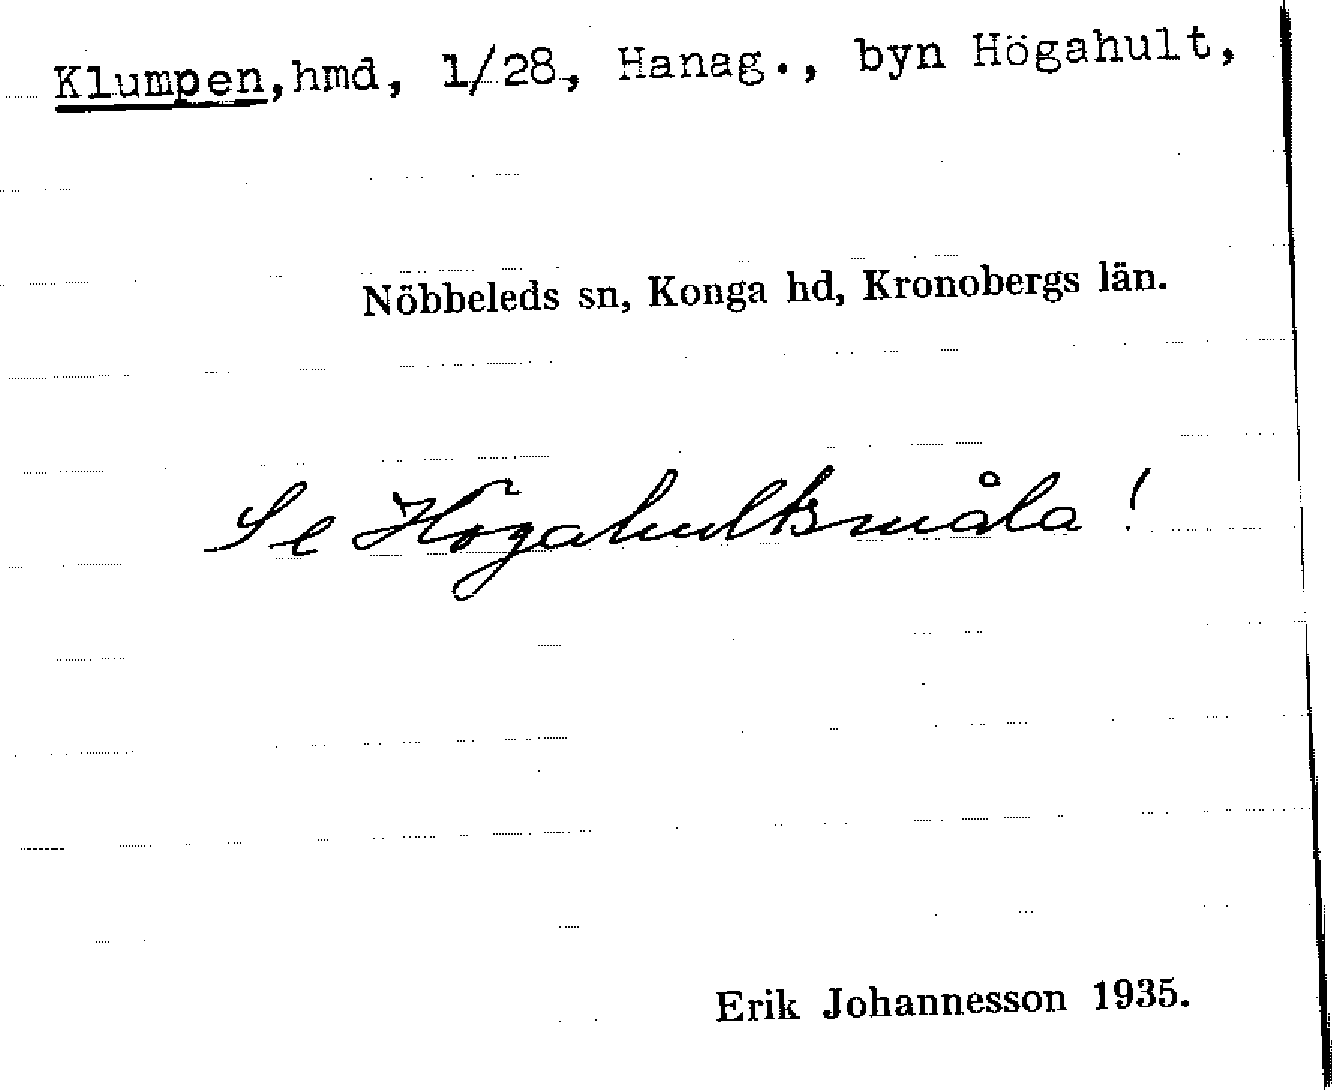 Klumpen, hmd, 1/28, Hanag., byn Högahult,
Nöbbeleds sn, Konga hd, Kronobergs län.
Se Högahultsmåla!
Erik Johannesson 1935.